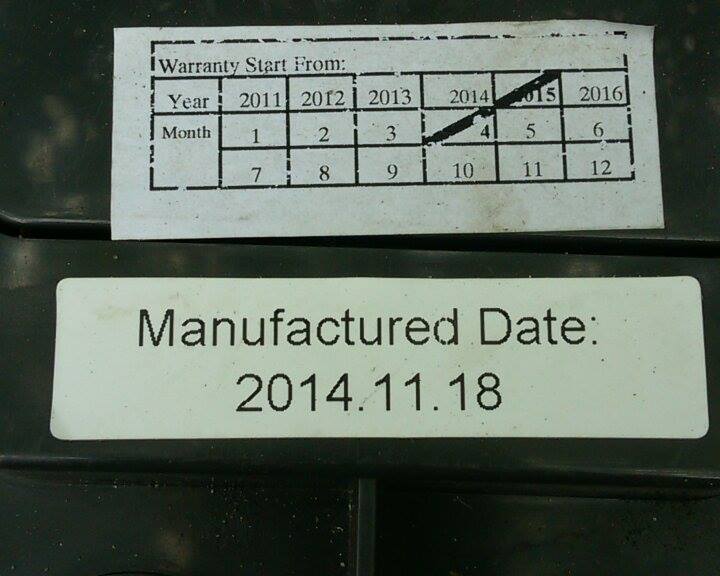 Warranty Start From:
Year 2011 2012 2013 2014 2015 2016
Month 1 2 3 4 5 6
7 8 9 10 11 12
Manufactured Date:
2014.11.18